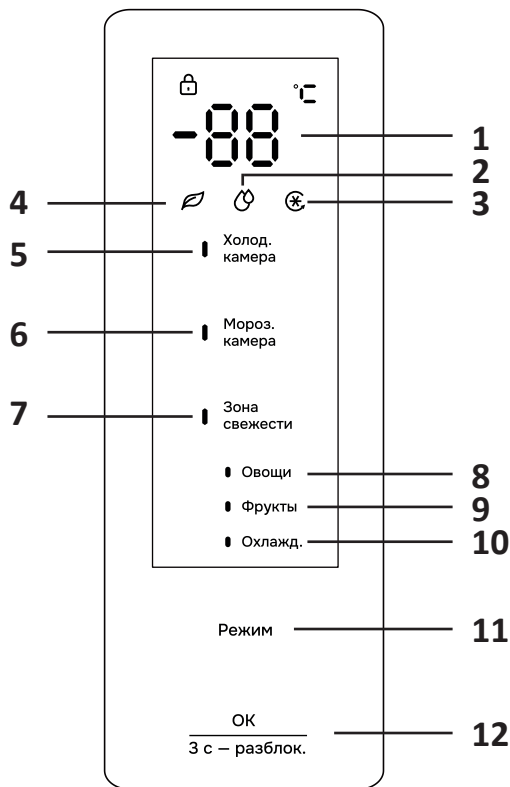 °C
-88
1
2
3
4
Холод.
камера
5
Мороз.
камера
6
Зона
свежести
7
Овощи
8
Фрукты
9
Охлажд.
10
Режим
11
ОК
3 с – разблок.
12